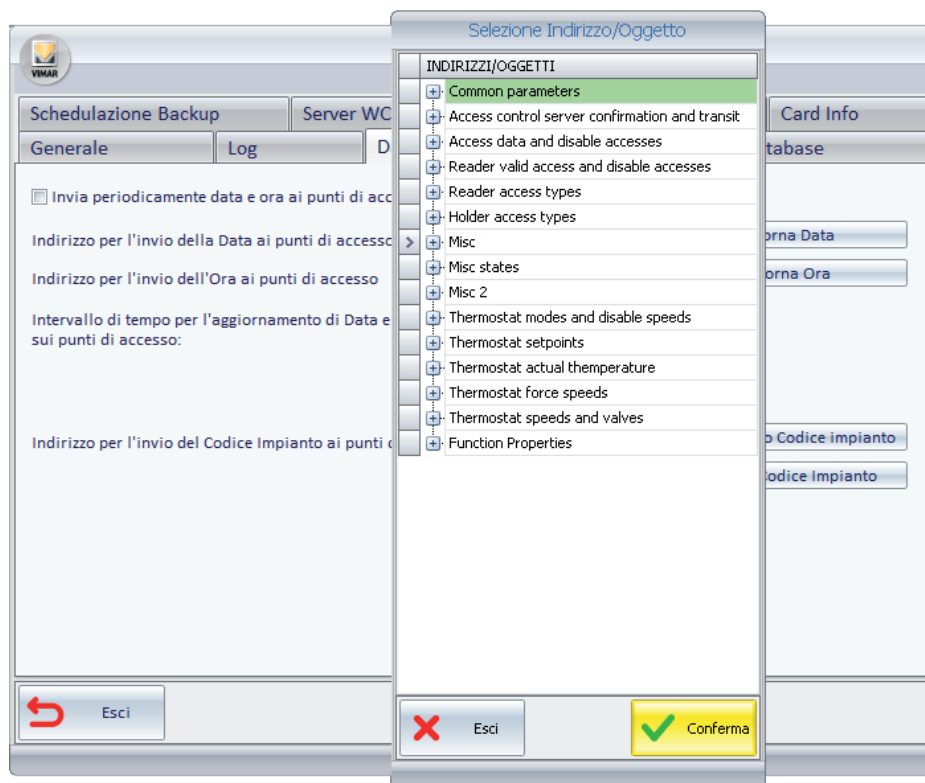 Selezione Indirizzo/Oggetto
INDIRIZZI/OGGETTI
Common parameters
Access control server confirmation and transit
Access data and disable accesses
Reader valid access and disable accesses
Reader access types
Holder access types
Misc
Misc states
Misc 2
Thermostat modes and disable speeds
Thermostat setpoints
Thermostat actual themperature
Thermostat force speeds
Thermostat speeds and valves
Function Properties
Esci
Conferma
VIMAR
Schedulazione Backup
Server WC
Card Info
Generale
Log
D
tabase
Invia periodicamente data e ora ai punti di acc
Indirizzo per l'invio della Data ai punti di accesso
orna Data
Indirizzo per l'invio dell'Ora ai punti di accesso
orna Ora
Intervallo di tempo per l'aggiornamento di Data e
sui punti di accesso:
Indirizzo per l'invio del Codice Impianto ai punti
o Codice impianto
Codice Impianto
Esci